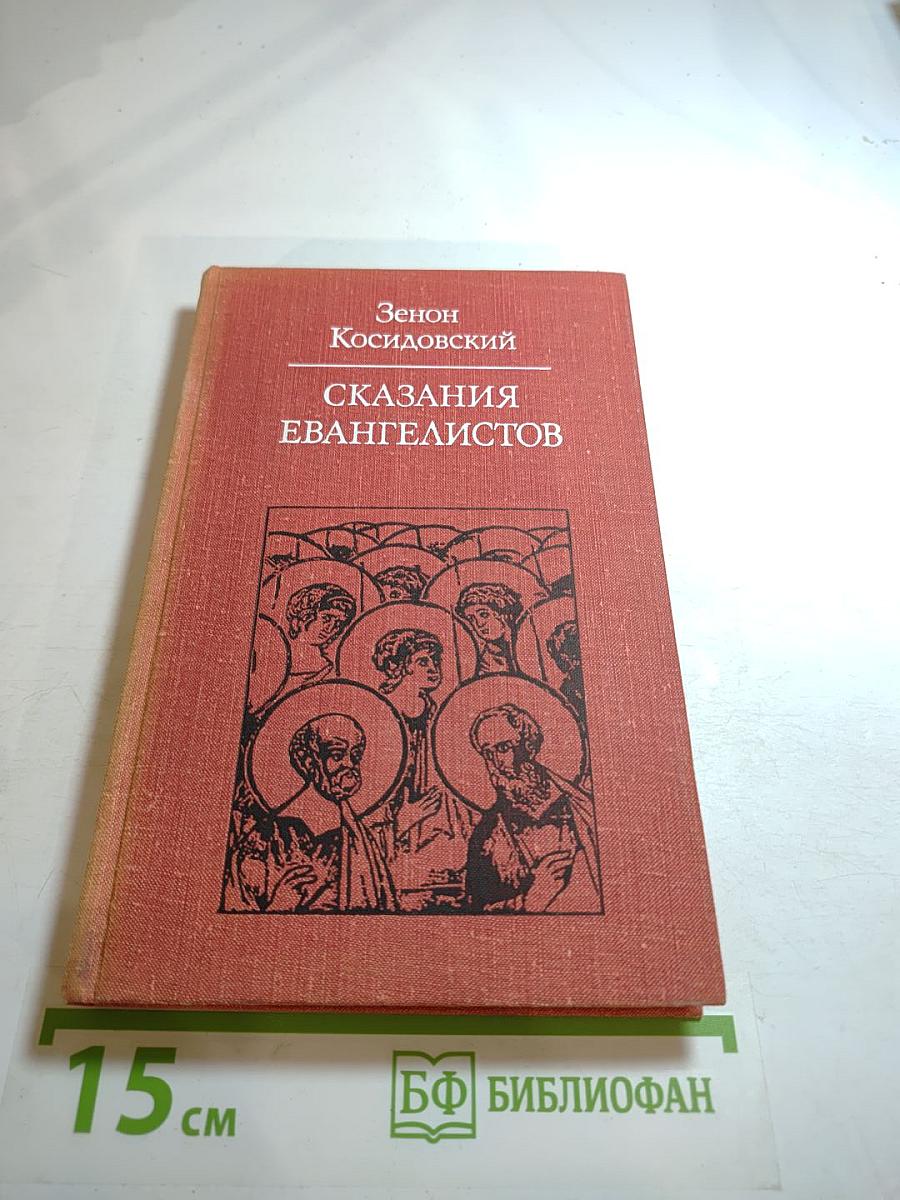 Зенон
Косидовский
СКАЗАНИЯ
ЕВАНГЕЛИСТОВ
15 см
БФ БИБЛИОФАН